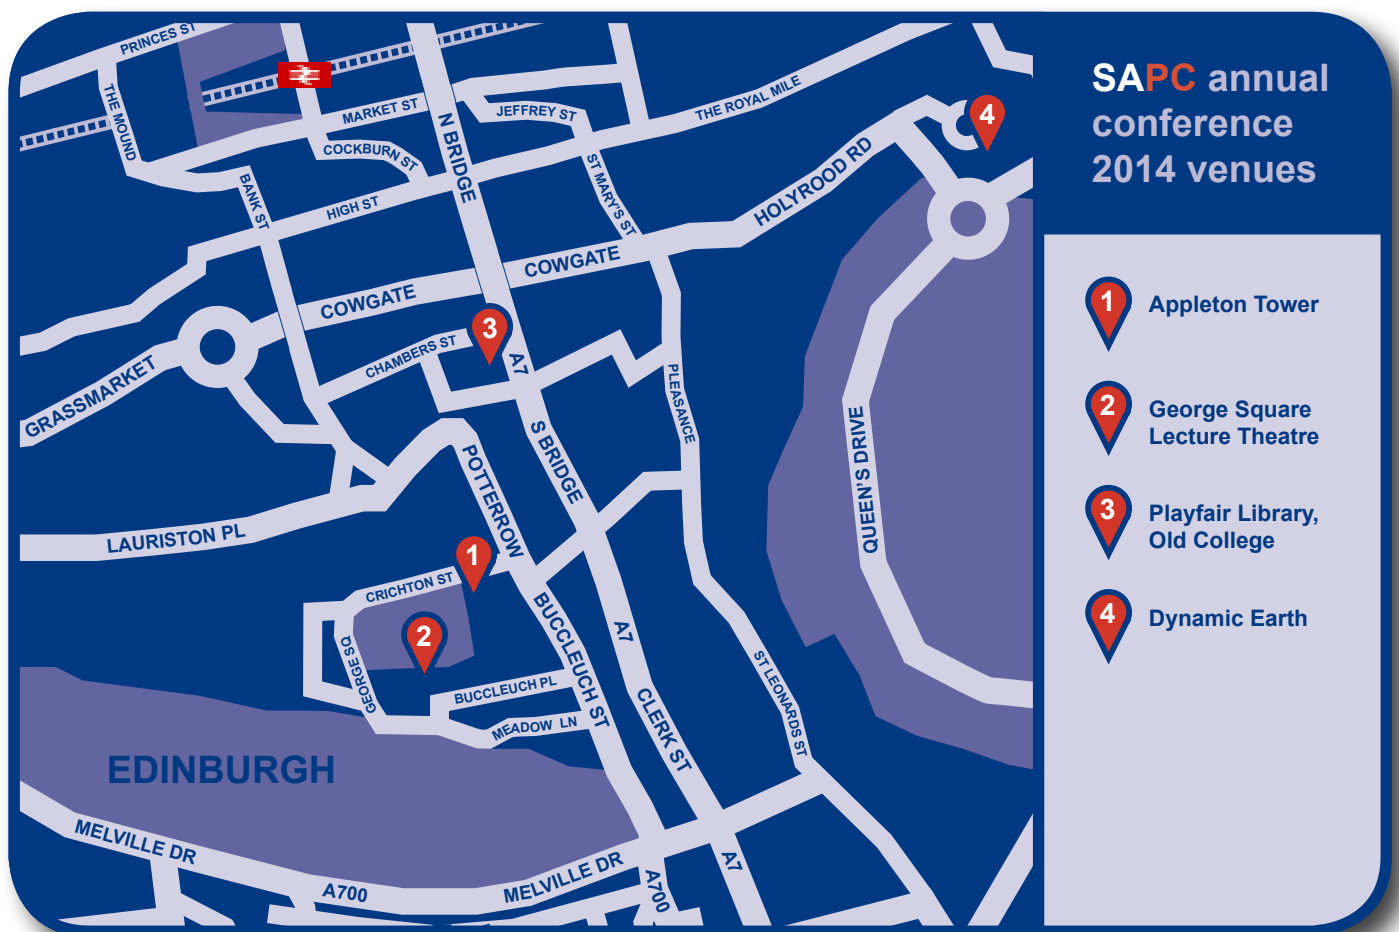 PRINCES ST
THE MOUND
MARKET ST
COCKBURN ST
N BRIDGE
JEFFREY ST
THE ROYAL MILE
ST MARY'S ST
HOLYROOD RD
4
BANK ST
HIGH ST
COWGATE
COWGATE
GRASSMARKET
CHAMBERS ST
3
A7
PLEASANCE
QUEEN'S DRIVE
S BRIDGE
POTTERROW
LAURISTON PL
1
CRICHTON ST
2
GEORGE SQ
BUCCLEUCH ST
BUCCLEUCH PL
MEADOW LN
A7
CLERK ST
ST LEONARDS ST
EDINBURGH
MELVILLE DR
A700
MELVILLE DR
A700
A7
SAPC annual
conference
2014 venues
1
Appleton Tower
2
George Square
Lecture Theatre
3
Playfair Library,
Old College
4
Dynamic Earth